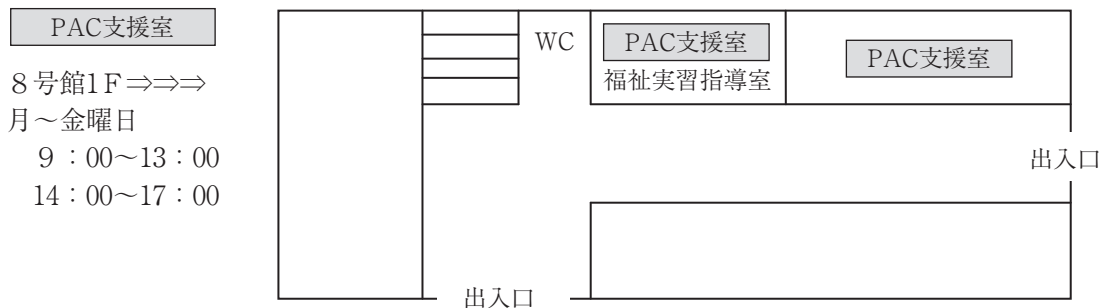 PAC支援室
８号館1Ｆ⇒⇒⇒
月～金曜日
９：00～13：00
14：00～17：00
WC
PAC支援室
福祉実習指導室
PAC支援室
出入口
出入口